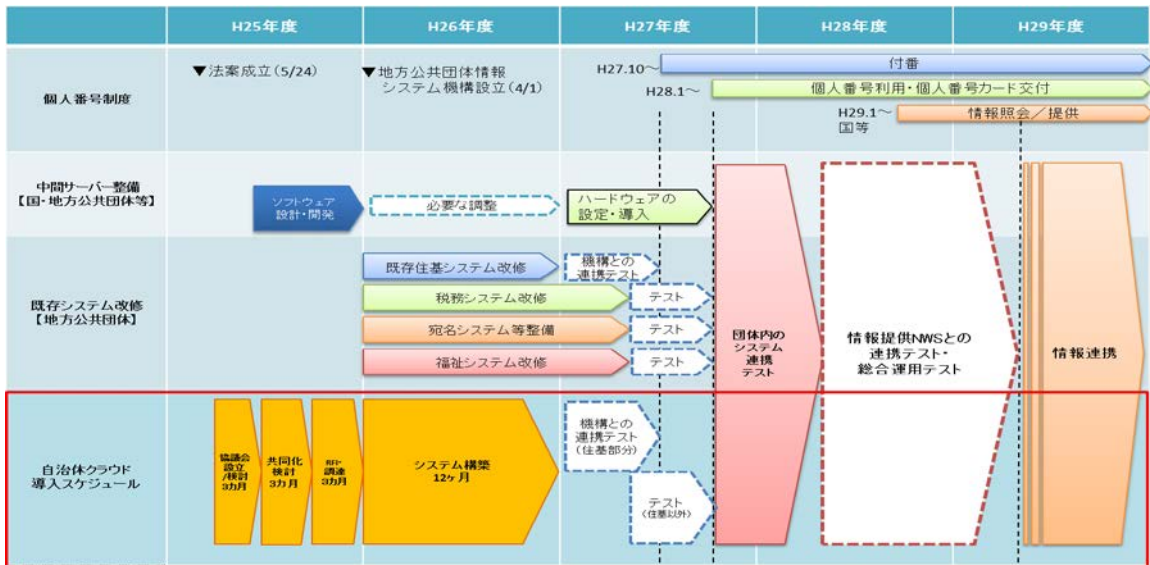 H25年度
H26年度
H27年度
H28年度
H29年度
個人番号制度
▼法案成立(5/24)
▼地方公共団体情報
システム機構設立(4/1)
H27.10～
付番
H28.1～
個人番号利用・個人番号カード交付
H29.1～
国等
情報照会／提供
中間サーバー整備
【国・地方公共団体等】
ソフトウェア
設計・開発
必要な調整
ハードウェアの
設定・導入
既存システム改修
【地方公共団体】
既存住基システム改修
機構との
連携テスト
税務システム改修
テスト
宛名システム等整備
テスト
福祉システム改修
テスト
団体内の
システム
連携
テスト
情報提供NWSとの
連携テスト・
総合運用テスト
情報連携
自治体クラウド
導入スケジュール
協議会
設立
/検討
3カ月
共同化
検討
3カ月
RFI・
調達
3カ月
システム構築
12ヶ月
機構との
連携テスト
(住基部分)
テスト
(住基以外)